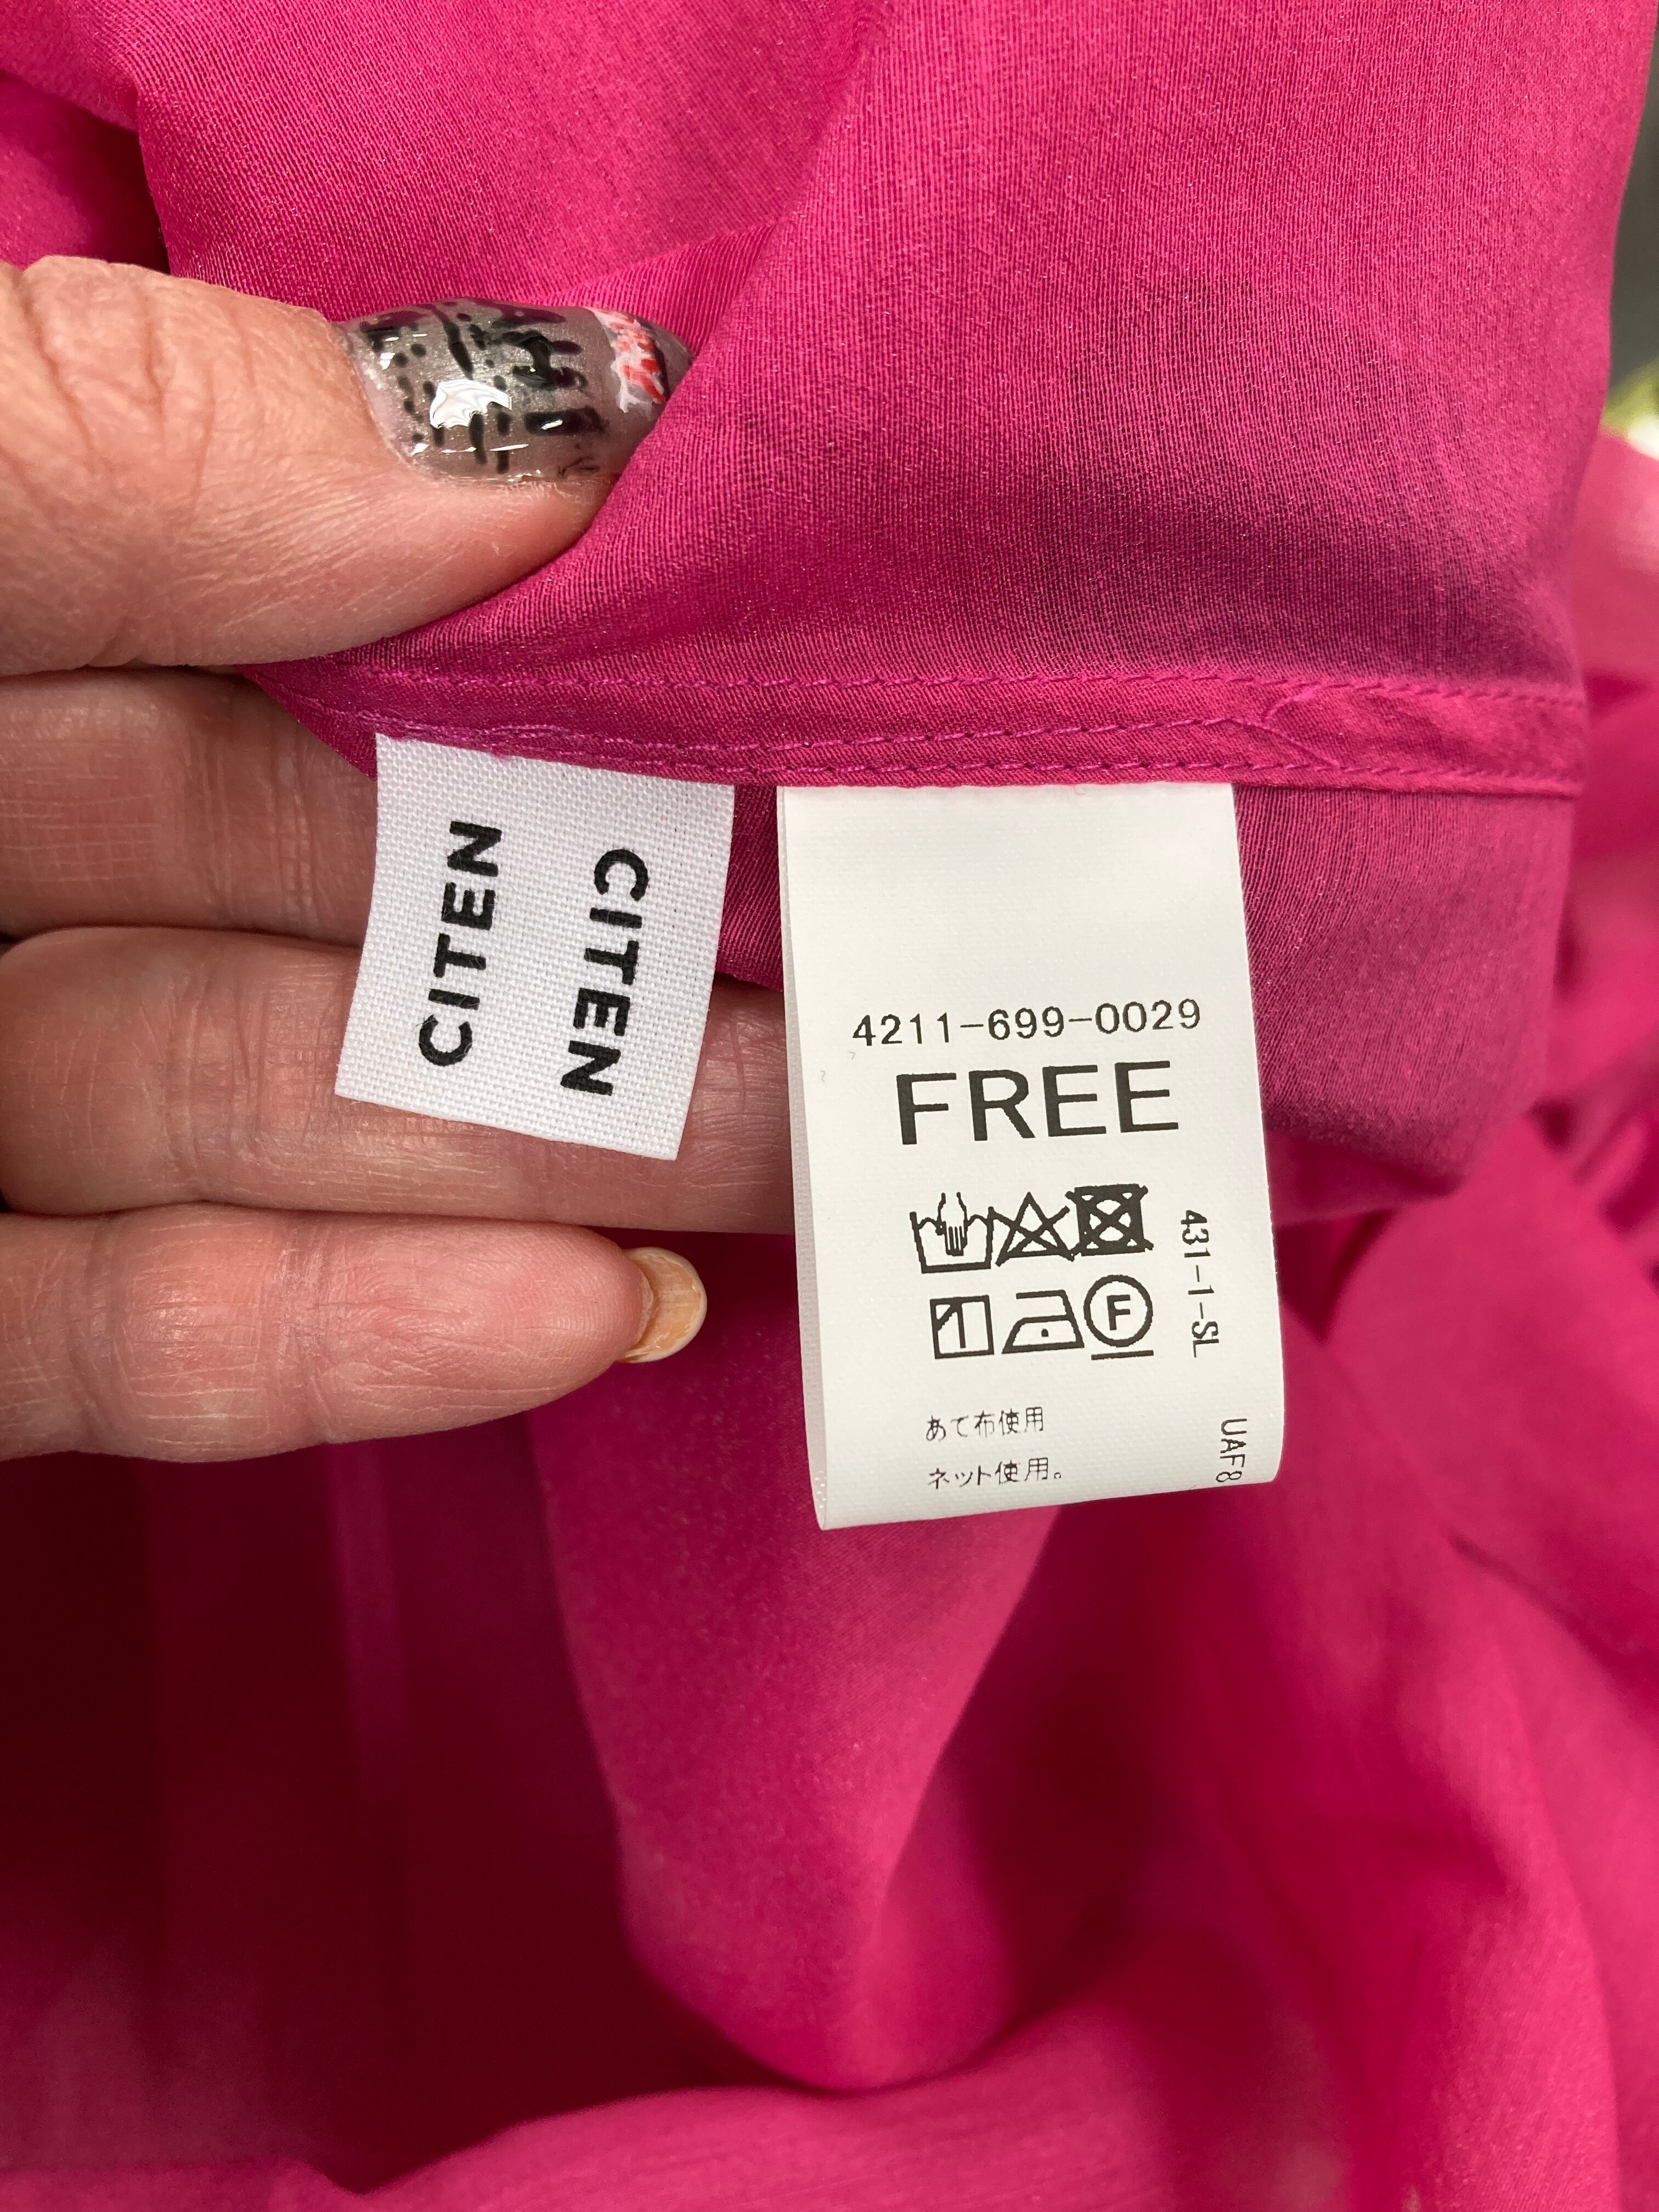 CITEN
CITEN
4211-699-0029
FREE
F
431-1-SL
あて布使用
ネット使用。
UAF8